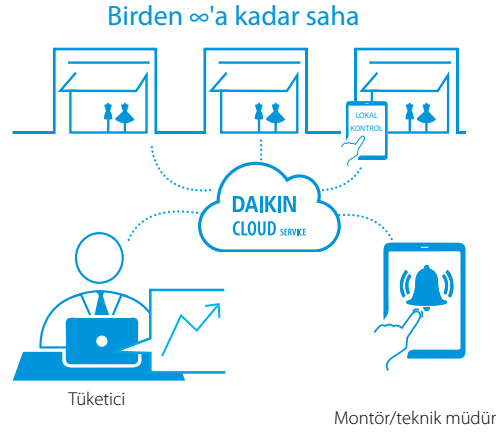 Birden ∞'a kadar saha
LOKAL
KONTROL
DAIKIN
CLOUD SERVICE
Tüketici
Montör/teknik müdür